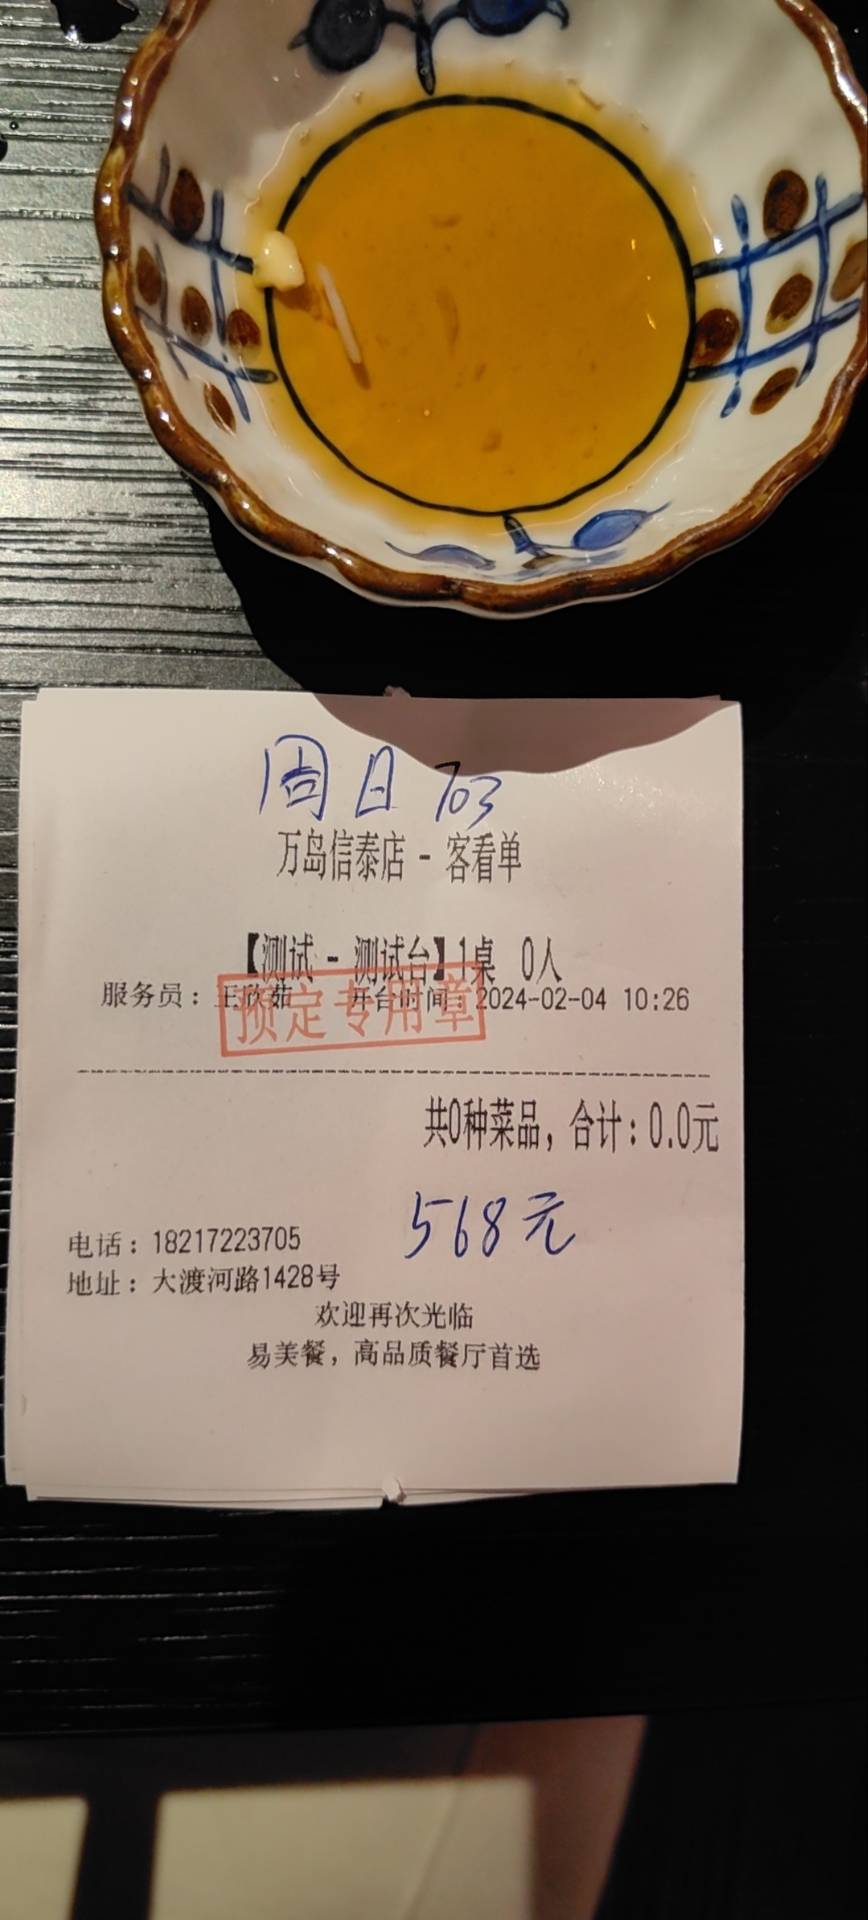 周日 703
万岛信泰店 - 客看单
【测试 - 测试台】1桌 0人
服务员：王欣茹 开台时间：2024-02-04 10:26
预定专用章
共0种菜品，合计：0.0元
568元
电话：18217223705
地址：大渡河路1428号
欢迎再次光临
易美餐，高品质餐厅首选